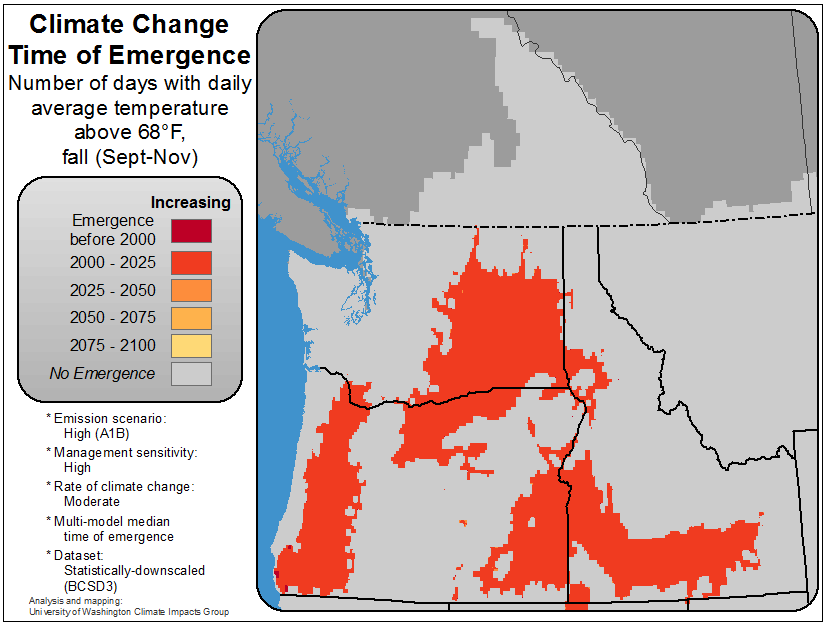 Climate Change
Time of Emergence
Number of days with daily
average temperature
above 68°F,
fall (Sept-Nov)
Increasing
Emergence
before 2000
2000 - 2025
2025 - 2050
2050 - 2075
2075 - 2100
No Emergence
* Emission scenario:
High (A1B)
* Management sensitivity:
High
* Rate of climate change:
Moderate
* Multi-model median
time of emergence
* Dataset:
Statistically-downscaled
(BCSD3)
Analysis and mapping:
University of Washington Climate Impacts Group